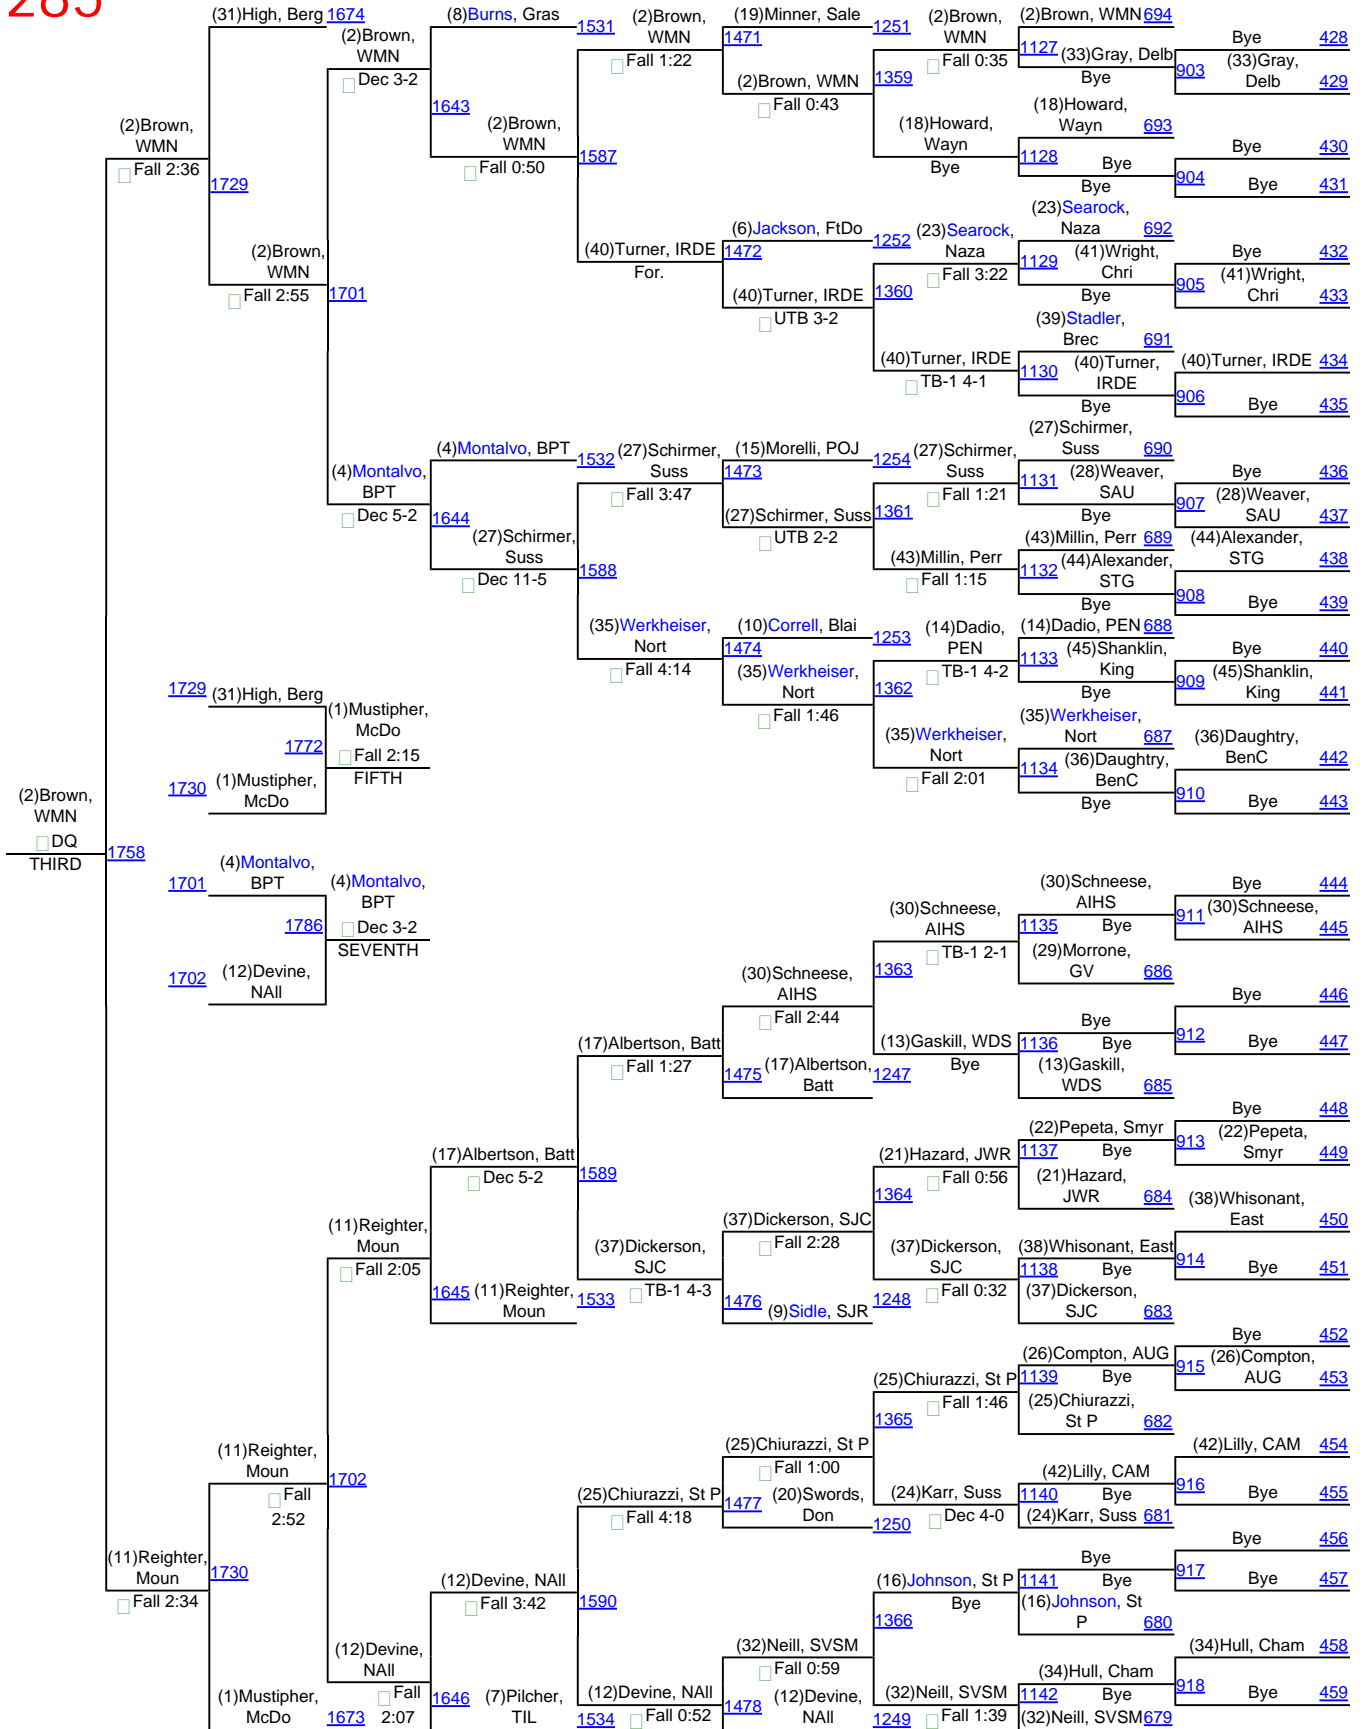 285
(31)High, Berg 1674
(8)Burns, Gras
1531
(2)Brown,
WMN
Fall 1:22
(19)Minner, Sale
1251
(2)Brown,
WMN
Fall 0:35
(2)Brown, WMN 694
Bye 428
1127 (33)Gray, Delb
Bye
903 (33)Gray,
Delb 429
(2)Brown,
WMN
Dec 3-2
1471
(2)Brown, WMN
Fall 0:43
1359
1643
(18)Howard,
Wayn 693
(2)Brown,
WMN
Fall 2:36
(2)Brown,
WMN
Fall 0:50
1587
(18)Howard,
Wayn
Bye
1128 Bye
Bye
Bye 430
904 Bye 431
1729
(23)Searock,
Naza 692
(6)Jackson, FtDo
1252
(23)Searock,
Naza
Fall 3:22
(40)Turner, IRDE
For.
1472
1129 (41)Wright,
Chri
Bye
Bye 432
905 (41)Wright,
Chri 433
(2)Brown,
WMN
Fall 2:55
1701
(40)Turner, IRDE
UTB 3-2
1360
(39)Stadler,
Brec 691
(40)Turner, IRDE
TB-1 4-1
1130 (40)Turner,
IRDE
Bye
(40)Turner, IRDE 434
906 Bye 435
(27)Schirmer,
Suss 690
(4)Montalvo, BPT
1532
(27)Schirmer,
Suss
Fall 3:47
(15)Morelli, POJ
1254
(27)Schirmer,
Suss
Fall 1:21
1473
1131 (28)Weaver,
SAU
Bye
Bye 436
907 (28)Weaver,
SAU 437
(4)Montalvo,
BPT
Dec 5-2
1644
(27)Schirmer,
Suss
Dec 11-5
1588
(27)Schirmer, Suss
UTB 2-2
1361
(43)Millin, Perr 689
(43)Millin, Perr
Fall 1:15
1132 (44)Alexander,
STG
Bye
(44)Alexander,
STG 438
908 Bye 439
(35)Werkheiser,
Nort
Fall 4:14
(10)Correll, Blai
1253
1474
(14)Dadio,
PEN
TB-1 4-2
(14)Dadio, PEN 688
1133 (45)Shanklin,
King
Bye
Bye 440
909 (45)Shanklin,
King 441
(35)Werkheiser,
Nort
Fall 1:46
1362
(35)Werkheiser,
Nort 687
(35)Werkheiser,
Nort
Fall 2:01
1134 (36)Daughtry,
BenC
Bye
(36)Daughtry,
BenC 442
910 Bye 443
1729 (31)High, Berg
1772
(1)Mustipher,
McDo
Fall 2:15
FIFTH
1730 (1)Mustipher,
McDo
(2)Brown,
WMN
DQ
THIRD
1758
1701
(4)Montalvo,
BPT
1786
(4)Montalvo,
BPT
Dec 3-2
SEVENTH
1702 (12)Devine,
NAll
(30)Schneese,
AIHS
Bye 444
911 (30)Schneese,
AIHS 445
(30)Schneese,
AIHS
TB-1 2-1
1135 Bye
(29)Morrone,
GV 686
(30)Schneese,
AIHS
Fall 2:44
1363
Bye 446
912 Bye 447
(17)Albertson, Batt
Fall 1:27
1475 (17)Albertson,
Batt
1247
(13)Gaskill, WDS
Bye
Bye
1136 Bye
(13)Gaskill,
WDS 685
Bye 448
913 (22)Pepeta,
Smyr 449
(17)Albertson, Batt
Dec 5-2
1589
(21)Hazard, JWR
Fall 0:56
(22)Pepeta, Smyr
1137 Bye
(21)Hazard,
JWR 684
1364
(11)Reighter,
Moun
Fall 2:05
(37)Dickerson, SJC
Fall 2:28
(38)Whisonant,
East 450
914 Bye 451
(37)Dickerson,
SJC
TB-1 4-3
(37)Dickerson,
SJC
Fall 0:32
(38)Whisonant, East
1138 Bye
(37)Dickerson,
SJC 683
1645 (11)Reighter,
Moun
1533
1476 (9)Sidle, SJR
1248
Bye 452
915 (26)Compton,
AUG 453
(25)Chiurazzi, St P
Fall 1:46
(26)Compton, AUG
1139 Bye
(25)Chiurazzi,
St P 682
1365
(11)Reighter,
Moun
Fall
2:52
1702
(25)Chiurazzi, St P
Fall 1:00
(42)Lilly, CAM 454
916 Bye 455
(25)Chiurazzi, St P
Fall 4:18
1477 (20)Swords,
Don
1250
(24)Karr, Suss
Dec 4-0
(42)Lilly, CAM
1140 Bye
(24)Karr, Suss 681
Bye 456
917 Bye 457
(11)Reighter,
Moun
Fall 2:34
1730
(12)Devine, NAll
Fall 3:42
1590
(16)Johnson, St P
Bye
Bye
1141 Bye
(16)Johnson, St
P 680
1366
(12)Devine,
NAll
Fall
2:07
(32)Neill, SVSM
Fall 0:59
(34)Hull, Cham 458
918 Bye 459
(1)Mustipher,
McDo 1673
1646 (7)Pilcher,
TIL
1534
(12)Devine, NAll
Fall 0:52
1478 (12)Devine,
NAll
1249
(32)Neill, SVSM
Fall 1:39
(34)Hull, Cham
1142 Bye
(32)Neill, SVSM 679